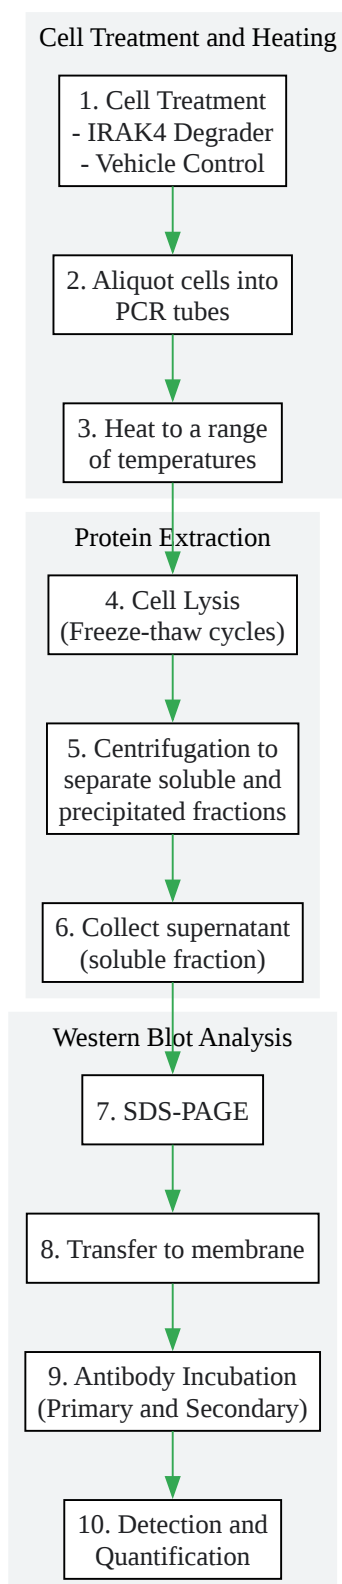 Cell Treatment and Heating
1. Cell Treatment
- IRAK4 Degrader
- Vehicle Control
2. Aliquot cells into
PCR tubes
3. Heat to a range
of temperatures
Protein Extraction
4. Cell Lysis
(Freeze-thaw cycles)
5. Centrifugation to
separate soluble and
precipitated fractions
6. Collect supernatant
(soluble fraction)
Western Blot Analysis
7. SDS-PAGE
8. Transfer to membrane
9. Antibody Incubation
(Primary and Secondary)
10. Detection and
Quantification